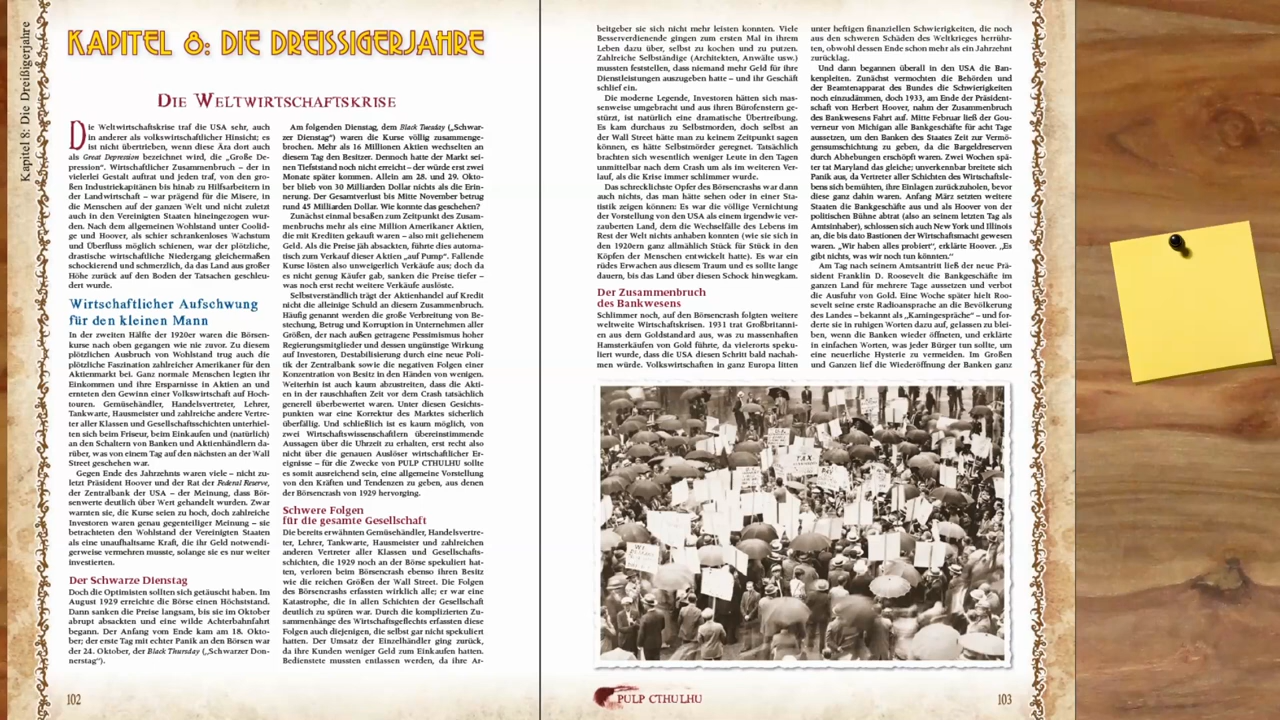 Kapitel 8: Die Dreißigerjahre
KAPITEL 8: DIE DREISSIGERJAHRE
DIE WELTWIRTSCHAFTSKRISE
Die Weltwirtschaftskrise traf die USA sehr, auch
in anderer als volkswirtschaftlicher Hinsicht; es
ist nicht übertrieben, wenn diese Ära dort auch
als Great Depression bezeichnet wird, die „Große De-
pression“. Wirtschaftlicher Zusammenbruch – der in
vielerlei Gestalt auftrat und jeden traf, von den gro-
ßen Industriekapitänen bis hinab zu Hilfsarbeitern in
der Landwirtschaft – war prägend für die Misere, in
die Menschen auf der ganzen Welt und nicht zuletzt
auch in den Vereinigten Staaten hineingezogen wur-
den. Nach dem allgemeinen Wohlstand unter Coolid-
ge und Hoover, als schier schrankenloses Wachstum
und Überfluss möglich schienen, war der plötzliche,
drastische wirtschaftliche Niedergang gleichermaßen
schockierend und schmerzlich, da das Land aus großer
Höhe zurück auf den Boden der Tatsachen geschleu-
dert wurde.
Wirtschaftlicher Aufschwung
für den kleinen Mann
In der zweiten Hälfte der 1920er waren die Börsen-
kurse nach oben gegangen wie nie zuvor. Zu diesem
plötzlichen Ausbruch von Wohlstand trug auch die
plötzliche Faszination zahlreicher Amerikaner für den
Aktienmarkt bei. Ganz normale Menschen legten ihr
Einkommen und ihre Ersparnisse in Aktien an und
ernteten den Gewinn einer Volkswirtschaft auf Hoch-
touren. Gemüsehändler, Handelsvertreter, Lehrer,
Tankwarte, Hausmeister und zahlreiche andere Vertre-
ter aller Klassen und Gesellschaftsschichten unterhiel-
ten sich beim Friseur, beim Einkaufen und (natürlich)
an den Schaltern von Banken und Aktienhändlern da-
rüber, was von einem Tag auf den nächsten an der Wall
Street geschehen war.
Gegen Ende des Jahrzehnts waren viele – nicht zu-
letzt Präsident Hoover und der Rat der Federal Reserve,
der Zentralbank der USA – der Meinung, dass Bör-
senwerte deutlich über Wert gehandelt wurden. Zwar
warnten sie, die Kurse seien zu hoch, doch zahlreiche
Investoren waren genau gegenteiliger Meinung – sie
betrachteten den Wohlstand der Vereinigten Staaten
als eine unaufhaltsame Kraft, die ihr Geld notwendi-
gerweise vermehren musste, solange sie es nur weiter
investierten.
Der Schwarze Dienstag
Doch die Optimisten sollten sich getäuscht haben. Im
August 1929 erreichte die Börse einen Höchststand.
Dann sanken die Preise langsam, bis sie im Oktober
abrupt absackten und eine wilde Achterbahnfahrt
begann. Der Anfang vom Ende kam am 18. Okto-
ber; der erste Tag mit echter Panik an den Börsen war
der 24. Oktober, der Black Thursday („Schwarzer Don-
nerstag“).
Am folgenden Dienstag, dem Black Tuesday („Schwar-
zer Dienstag“) waren die Kurse völlig zusammenge-
brochen. Mehr als 16 Millionen Aktien wechselten an
diesem Tag den Besitzer. Dennoch hatte der Markt sei-
nen Tiefststand noch nicht erreicht – der würde erst zwei
Monate später kommen. Allein am 28. und 29. Okto-
ber blieb von 30 Milliarden Dollar nichts als die Erin-
nerung. Der Gesamtverlust bis Mitte November betrug
rund 45 Milliarden Dollar. Wie konnte das geschehen?
Zunächst einmal besaßen zum Zeitpunkt des Zusam-
menbruchs mehr als eine Million Amerikaner Aktien,
die mit Krediten gekauft waren – also mit geliehenem
Geld. Als die Preise jäh absackten, führte dies automa-
tisch zum Verkauf dieser Aktien „auf Pump“. Fallende
Kurse lösten also unweigerlich Verkäufe aus; doch da
es nicht genug Käufer gab, sanken die Preise tiefer –
was noch erst recht weitere Verkäufe auslöste.
Selbstverständlich trägt der Aktienhandel auf Kredit
nicht die alleinige Schuld an diesem Zusammenbruch.
Häufig genannt werden die große Verbreitung von Be-
stechung, Betrug und Korruption in Unternehmen aller
Größen, der nach außen getragene Pessimismus hoher
Regierungsmitglieder und dessen ungünstige Wirkung
auf Investoren, Destabilisierung durch eine neue Poli-
tik der Zentralbank sowie die negativen Folgen einer
Konzentration von Besitz in den Händen von wenigen.
Weiterhin ist auch kaum abzustreiten, dass die Akti-
en in der rauschhaften Zeit vor dem Crash tatsächlich
generell überbewertet waren. Unter diesen Gesichts-
punkten war eine Korrektur des Marktes sicherlich
überfällig. Und schließlich ist es kaum möglich, von
zwei Wirtschaftswissenschaftlern übereinstimmende
Aussagen über die Uhrzeit zu erhalten, erst recht also
nicht über die genauen Auslöser wirtschaftlicher Er-
eignisse – für die Zwecke von PULP CTHULHU sollte
es somit ausreichend sein, eine allgemeine Vorstellung
von den Kräften und Tendenzen zu geben, aus denen
der Börsencrash von 1929 hervorging.
Schwere Folgen
für die gesamte Gesellschaft
Die bereits erwähnten Gemüsehändler, Handelsvertre-
ter, Lehrer, Tankwarte, Hausmeister und zahlreichen
anderen Vertreter aller Klassen und Gesellschafts-
schichten, die 1929 noch an der Börse spekuliert hat-
ten, verloren beim Börsencrash ebenso ihren Besitz
wie die reichen Größen der Wall Street. Die Folgen
des Börsencrashs erfassten wirklich alle; er war eine
Katastrophe, die in allen Schichten der Gesellschaft
deutlich zu spüren war. Durch die komplizierten Zu-
sammenhänge des Wirtschaftsgeflechts erfassten diese
Folgen auch diejenigen, die selbst gar nicht spekuliert
hatten. Der Umsatz der Einzelhändler ging zurück,
da ihre Kunden weniger Geld zum Einkaufen hatten.
Bedienstete mussten entlassen werden, da ihre Ar-
102
beitgeber sie sich nicht mehr leisten konnten. Viele
Besserverdienende gingen zum ersten Mal in ihrem
Leben dazu über, selbst zu kochen und zu putzen.
Zahlreiche Selbständige (Architekten, Anwälte usw.)
mussten feststellen, dass niemand mehr Geld für ihre
Dienstleistungen auszugeben hatte – und ihr Geschäft
schlief ein.
Die moderne Legende, Investoren hätten sich mas-
senweise umgebracht und aus ihren Bürofenstern ge-
stürzt, ist natürlich eine dramatische Übertreibung.
Es kam durchaus zu Selbstmorden, doch selbst an
der Wall Street hätte man zu keinem Zeitpunkt sagen
können, es hätte Selbstmörder geregnet. Tatsächlich
brachten sich wesentlich weniger Leute in den Tagen
unmittelbar nach dem Crash um als im weiteren Ver-
lauf, als die Krise immer schlimmer wurde.
Das schrecklichste Opfer des Börsencrashs war dann
auch nichts, das man hätte sehen oder in einer Sta-
tistik zeigen können: Es war die völlige Vernichtung
der Vorstellung von den USA als einem irgendwie ver-
zauberten Land, dem die Wechselfälle des Lebens im
Rest der Welt nichts anhaben konnten (wie sie sich in
den 1920ern ganz allmählich Stück für Stück in den
Köpfen der Menschen entwickelt hatte). Es war ein
rüdes Erwachen aus diesem Traum und es sollte lange
dauern, bis das Land über diesen Schock hinwegkam.
Der Zusammenbruch
des Bankwesens
Schlimmer noch, auf den Börsencrash folgten weitere
weltweite Wirtschaftskrisen. 1931 trat Großbritanni-
en aus dem Goldstandard aus, was zu massenhaften
Hamsterkäufen von Gold führte, da vielerorts speku-
liert wurde, dass die USA diesen Schritt bald nachah-
men würde. Volkswirtschaften in ganz Europa litten
unter heftigen finanziellen Schwierigkeiten, die noch
aus den schweren Schäden des Weltkrieges herrühr-
ten, obwohl dessen Ende schon mehr als ein Jahrzehnt
zurücklag.
Und dann begannen überall in den USA die Ban-
kenpleiten. Zunächst vermochten die Behörden und
der Beamtenapparat des Bundes die Schwierigkeiten
noch einzudämmen, doch 1933, am Ende der Präsident-
schaft von Herbert Hoover, nahm der Zusammenbruch
des Bankwesens Fahrt auf. Mitte Februar ließ der Gou-
verneur von Michigan alle Bankgeschäfte für acht Tage
aussetzen, um den Banken des Staates Zeit zur Vermö-
gensumschichtung zu geben, da die Bargeldreserven
durch Abhebungen erschöpft waren. Zwei Wochen spä-
ter tat Maryland das gleiche; unverkennbar breitete sich
Panik aus, da Vertreter aller Schichten des Wirtschaftsle-
bens sich bemühten, ihre Einlagen zurückzuholen, bevor
diese ganz dahin waren. Anfang März setzten weitere
Staaten die Bankgeschäfte aus und als Hoover von der
politischen Bühne abtrat (also an seinem letzten Tag als
Amtsinhaber), schlossen sich auch New York und Illinois
an, die bis dato Bastionen der Wirtschaftsmacht gewesen
waren. „Wir haben alles probiert“, erklärte Hoover. „Es
gibt nichts, was wir noch tun könnten.“
Am Tag nach seinem Amtsantritt ließ der neue Prä-
sident Franklin D. Roosevelt die Bankgeschäfte im
ganzen Land für mehrere Tage aussetzen und verbot
die Ausfuhr von Gold. Eine Woche später hielt Roo-
sevelt seine erste Radioansprache an die Bevölkerung
des Landes – bekannt als „Kamingespräche“ – und for-
derte sie in ruhigen Worten dazu auf, gelassen zu blei-
ben, wenn die Banken wieder öffneten, und erklärte
in einfachen Worten, was jeder Bürger tun sollte, um
eine neuerliche Hysterie zu vermeiden. Im Großen
und Ganzen lief die Wiederöffnung der Banken ganz
TAX
PULP CTHULHU
103